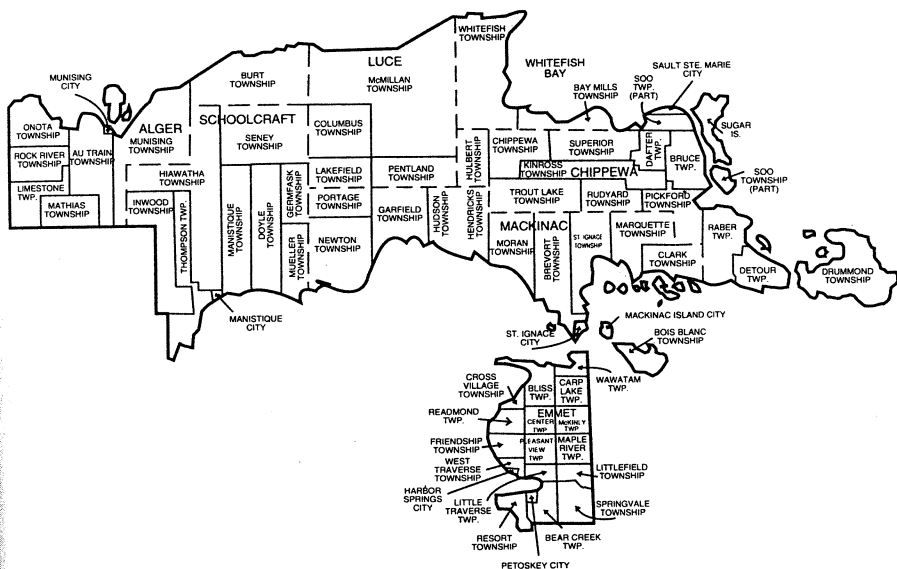 WHITEFISH
TOWNSHIP
LUCE
McMILLAN
TOWNSHIP
WHITEFISH
BAY
BURT
TOWNSHIP
MUNISING
CITY
BAY MILLS
TOWNSHIP
SOO
TWP.
(PART)
SAULT STE. MARIE
CITY
SUGAR
IS.
ONOTA
TOWNSHIP
ROCK RIVER
TOWNSHIP
LIMESTONE
TWP.
MATHIAS
TOWNSHIP
AU TRAIN
TOWNSHIP
ALGER
MUNISING
TOWNSHIP
SCHOOLCRAFT
SENEY
TOWNSHIP
COLUMBUS
TOWNSHIP
HIAWATHA
TOWNSHIP
LAKEFIELD
TOWNSHIP
PENTLAND
TOWNSHIP
HULBERT
TOWNSHIP
CHIPPEWA
TOWNSHIP
SUPERIOR
TOWNSHIP
DAFTER
TWP.
BRUCE
TWP.
KINROSS
TOWNSHIP
CHIPPEWA
SOO
TOWNSHIP
(PART)
INWOOD
TOWNSHIP
THOMPSON TWP.
MANISTIQUE
TOWNSHIP
DOYLE
TOWNSHIP
GERMFASK
TOWNSHIP
MUELLER
TOWNSHIP
PORTAGE
TOWNSHIP
NEWTON
TOWNSHIP
GARFIELD
TOWNSHIP
HUDSON
TOWNSHIP
HENDRICKS
TOWNSHIP
TROUT LAKE
TOWNSHIP
RUDYARD
TOWNSHIP
PICKFORD
TOWNSHIP
MACKINAC
MORAN
TOWNSHIP
BREVORT
TOWNSHIP
ST. IGNACE
TOWNSHIP
MARQUETTE
TOWNSHIP
CLARK
TOWNSHIP
RABER
TWP.
DETOUR
TWP.
DRUMMOND
TOWNSHIP
MANISTIQUE
CITY
ST. IGNACE
CITY
MACKINAC ISLAND CITY
BOIS BLANC
TOWNSHIP
WAWATAM
TWP.
CROSS
VILLAGE
TOWNSHIP
BLISS
TWP.
CARP
LAKE
TWP.
READMOND
TWP.
EMMET
CENTER
TWP
McKINLY
TWP
FRIENDSHIP
TOWNSHIP
PLEASANT
VIEW
TWP
MAPLE
RIVER
TWP.
WEST
TRAVERSE
TOWNSHIP
HARBOR
SPRINGS
CITY
LITTLE
TRAVERSE
TWP.
LITTLEFIELD
TOWNSHIP
SPRINGVALE
TOWNSHIP
RESORT
TOWNSHIP
BEAR CREEK
TWP.
PETOSKEY CITY